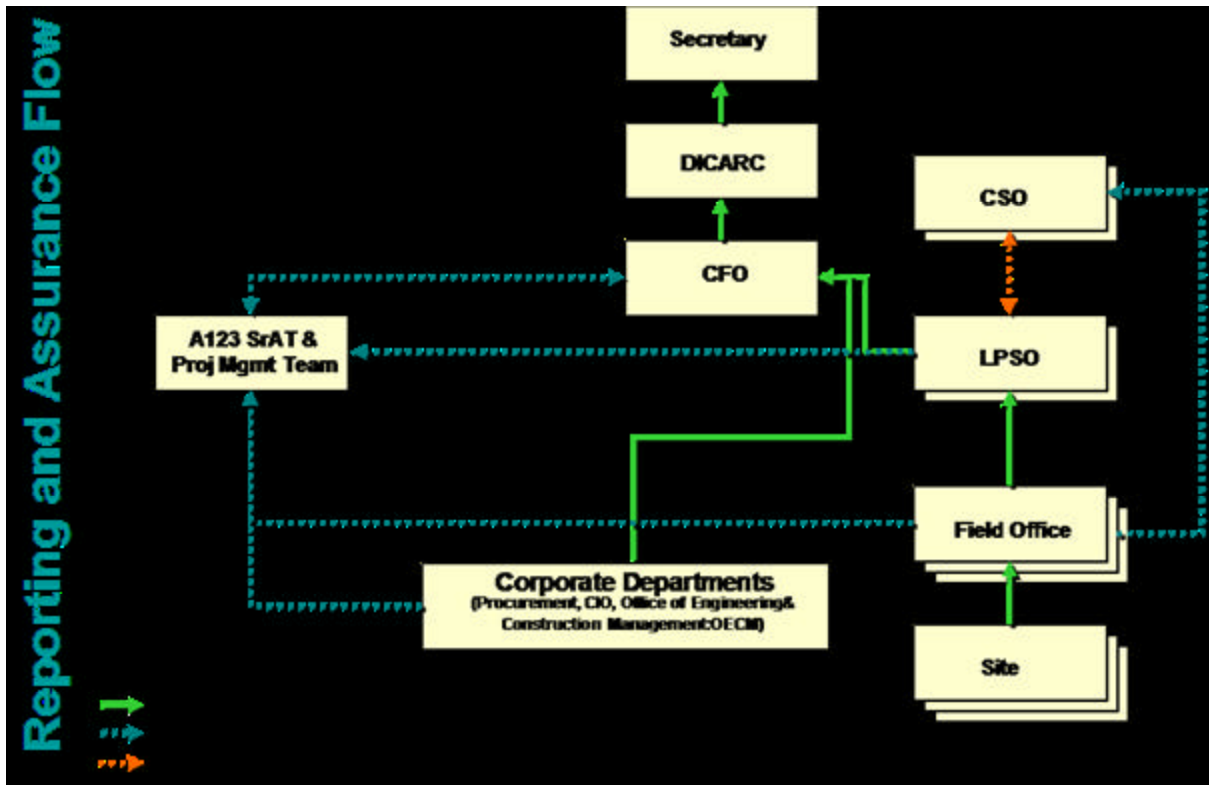 Reporting and Assurance Flow
Secretary
DICARC
CSO
CFO
A123 SrAT &
Proj Mgmt Team
LPSO
Field Office
Corporate Departments
(Procurement, CIO, Office of Engineering&
Construction Management:OECM)
Site